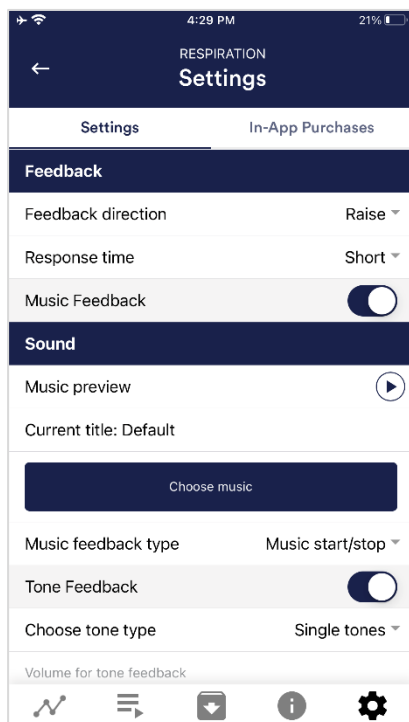 4:29 PM
21%
RESPIRATION
Settings
Settings In-App Purchases
Feedback
Feedback direction Raise
Response time Short
Music Feedback
Sound
Music preview
Current title: Default
Choose music
Music feedback type Music start/stop
Tone Feedback
Choose tone type Single tones
Volume for tone feedback